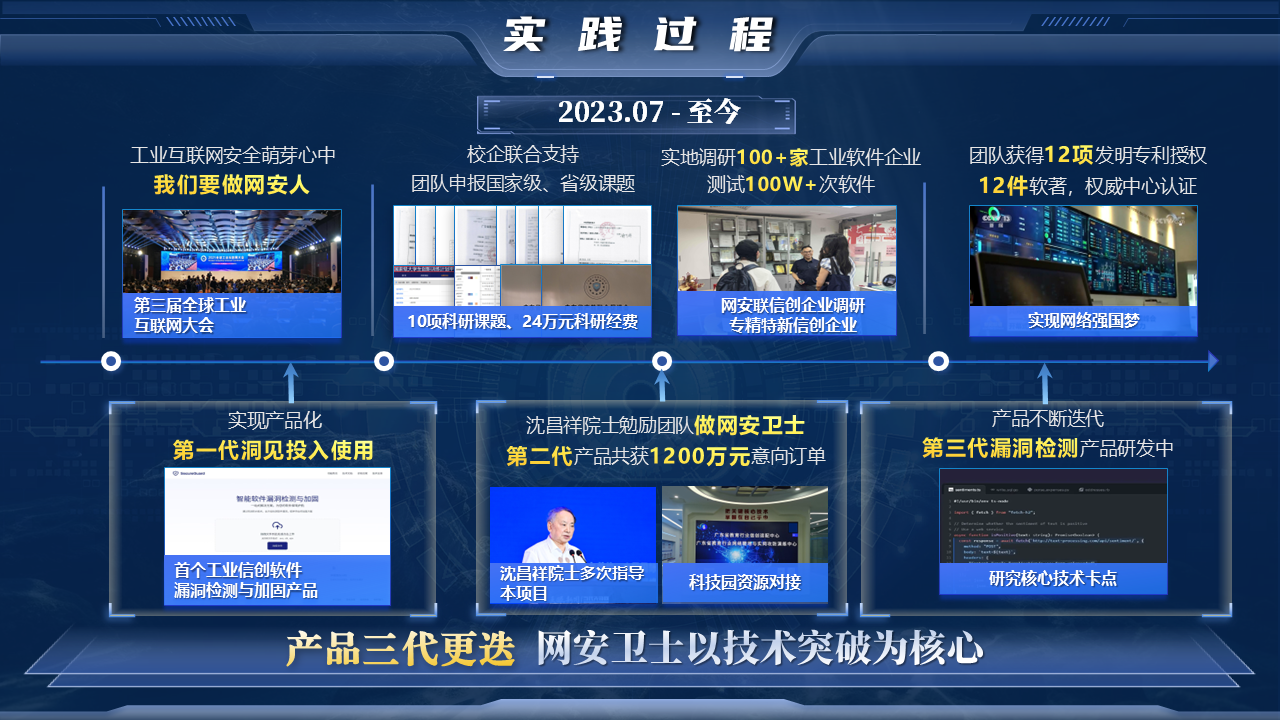 实践过程
2023.07 - 至今
工业互联网安全萌芽心中
我们要做网安人
第三届全球工业
互联网大会
校企联合支持
团队申报国家级、省级课题
10项科研课题、24万元科研经费
实地调研100+家工业软件企业
测试100W+次软件
网安联信创企业调研
专精特新信创企业
团队获得12项发明专利授权
12件软著，权威中心认证
实现网络强国梦
实现产品化
第一代洞见投入使用
智能软件漏洞检测与加固
首个工业信创软件
漏洞检测与加固产品
沈昌祥院士勉励团队做网安卫士
第二代产品共获1200万元意向订单
沈昌祥院士多次指导
本项目
科技园资源对接
产品不断迭代
第三代漏洞检测产品研发中
研究核心技术卡点
产品三代更迭 网安卫士以技术突破为核心